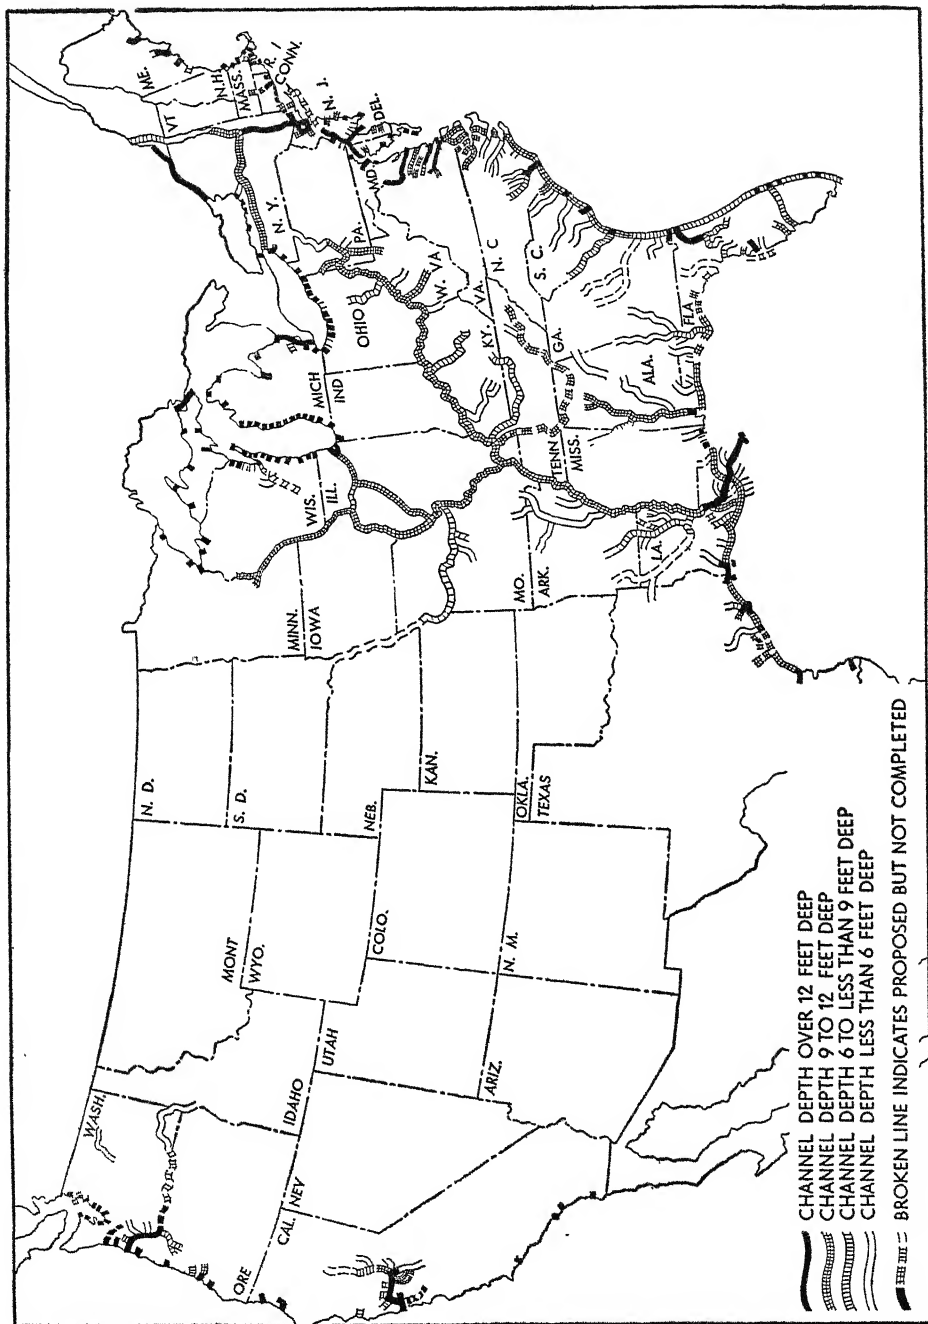 WASH.
ORE
CAL.
NEV
IDAHO
UTAH
ARIZ.
MONT
WYO.
COLO.
N. M.
N. D.
S. D.
NEB.
KAN.
OKLA.
TEXAS
MINN.
IOWA
MO.
ARK.
LA.
WIS.
ILL.
MICH
IND
OHIO
KY.
TENN
MISS.
ALA.
GA.
FLA
S. C.
N. C
VA.
W. VA
PA.
MD.
DEL.
N. J.
N. Y.
CONN.
R. I
MASS.
N.H.
VT
ME.
CHANNEL DEPTH OVER 12 FEET DEEP
CHANNEL DEPTH 9 TO 12 FEET DEEP
CHANNEL DEPTH 6 TO LESS THAN 9 FEET DEEP
CHANNEL DEPTH LESS THAN 6 FEET DEEP
BROKEN LINE INDICATES PROPOSED BUT NOT COMPLETED